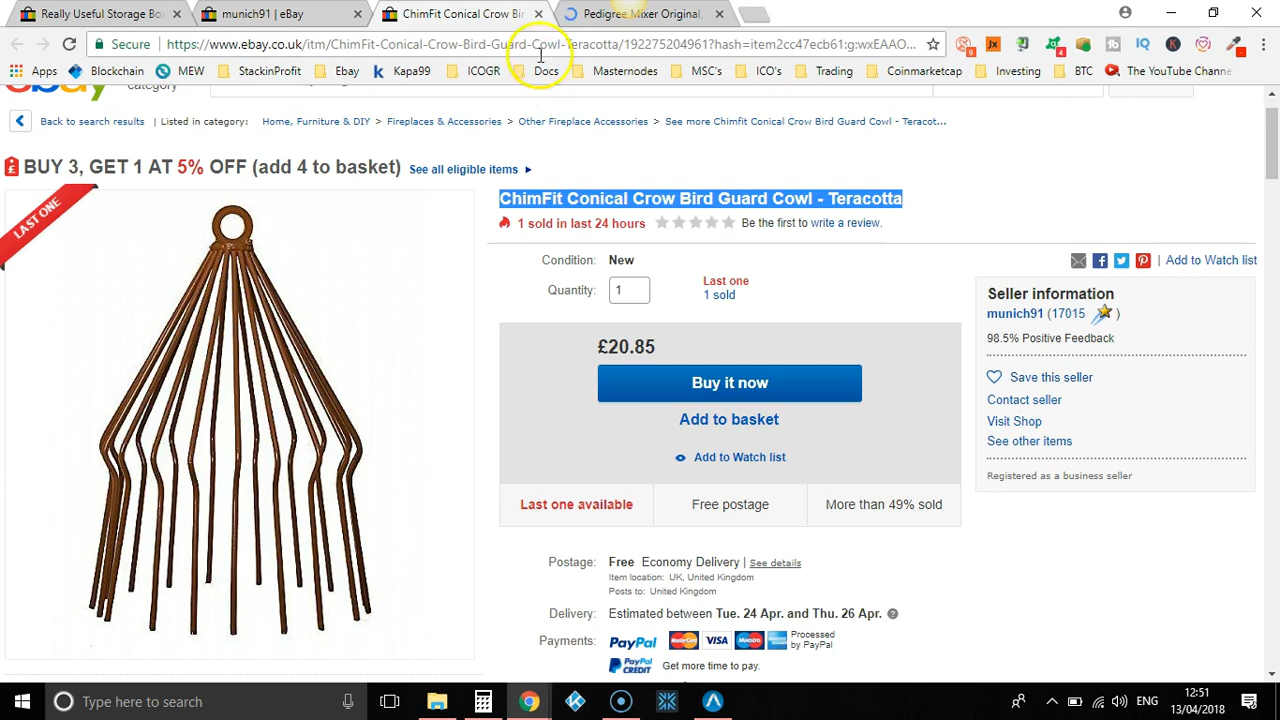 Really Useful Storage Bo
munich91 | eBay
ChimFit Conical Crow Bir
Pedigree Mixer Original,
Secure
https://www.ebay.co.uk/itm/ChimFit-Conical-Crow-Bird-Guard-Cowl-Teracotta/192275204961?hash=item2cc47ecb61:g:wxEAAO...
Apps
Blockchain
MEW
StackinProfit
Ebay
Kapa99
ICOGR
Docs
Masternodes
MSC's
ICO's
Trading
Coinmarketcap
Investing
BTC
The YouTube Channe
category
Back to search results | Listed in category: Home, Furniture & DIY > Fireplaces & Accessories > Other Fireplace Accessories > See more Chimfit Conical Crow Bird Guard Cowl - Teracot...
BUY 3, GET 1 AT 5% OFF (add 4 to basket) See all eligible items
LAST ONE
ChimFit Conical Crow Bird Guard Cowl - Teracotta
1 sold in last 24 hours
Be the first to write a review.
Condition: New
Add to Watch list
Quantity: 1
Last one
1 sold
Seller information
munich91 (17015 )
98.5% Positive Feedback
£20.85
Buy it now
Add to basket
Add to Watch list
Save this seller
Contact seller
Visit Shop
See other items
Registered as a business seller
Last one available
Free postage
More than 49% sold
Postage: Free Economy Delivery | See details
Item location: UK, United Kingdom
Posts to: United Kingdom
Delivery: Estimated between Tue. 24 Apr. and Thu. 26 Apr.
Payments: PayPal MasterCard VISA Maestro Processed by PayPal
PayPal CREDIT Get more time to pay.
Type here to search
ENG
12:51
13/04/2018